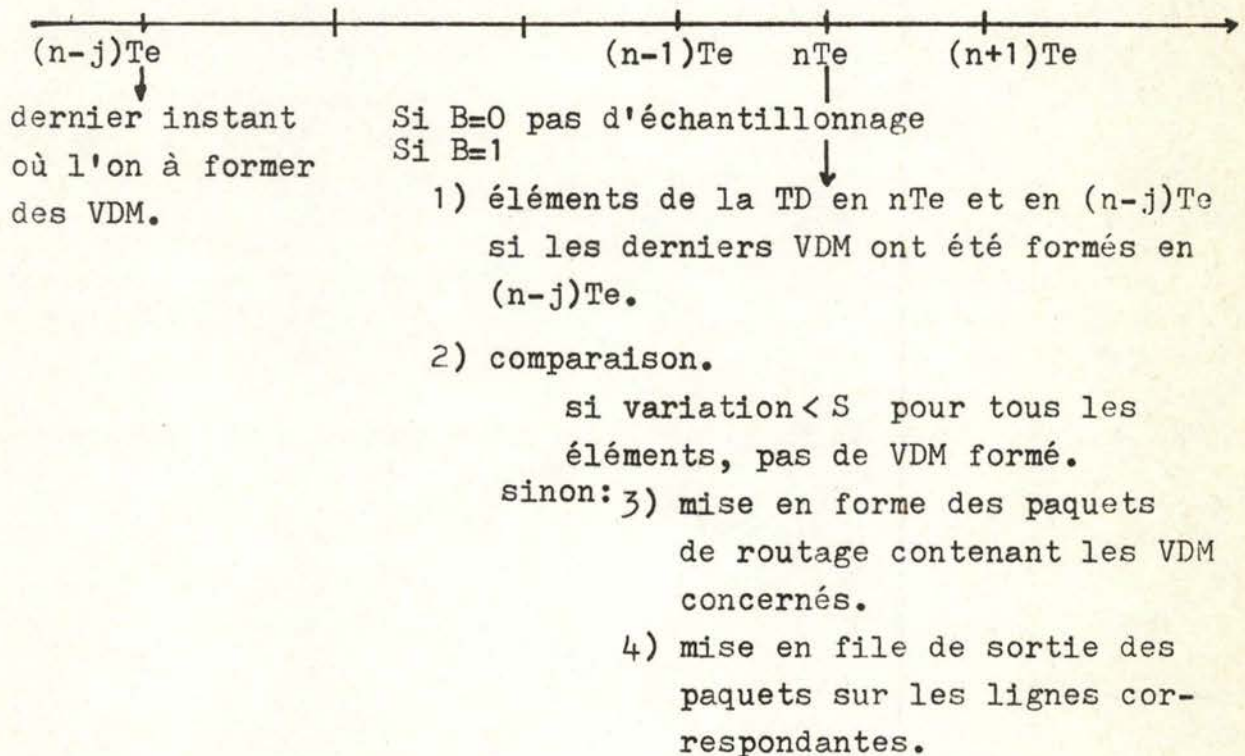 (n-j)Te (n-1)Te nTe (n+1)Te
dernier instant
où l'on à former
des VDM.
Si B=0 pas d'échantillonnage
Si B=1
1) éléments de la TD en nTe et en (n-j)Te
si les derniers VDM ont été formés en
(n-j)Te.
2) comparaison.
si variation < S pour tous les
éléments, pas de VDM formé.
sinon: 3) mise en forme des paquets
de routage contenant les VDM
concernés.
4) mise en file de sortie des
paquets sur les lignes cor-
respondantes.